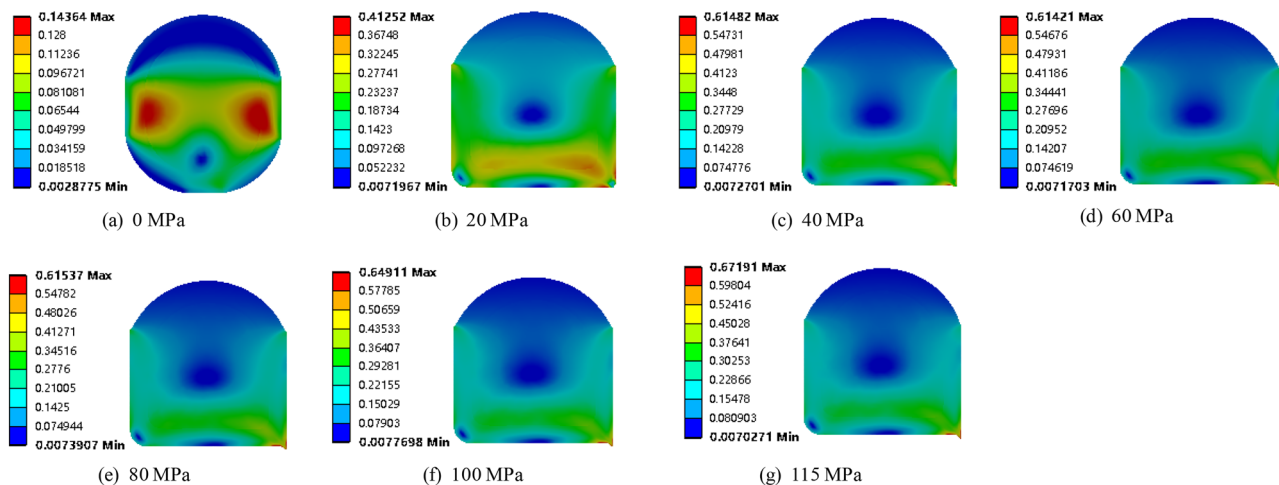 0.14364 Max
0.128
0.11236
0.096721
0.081081
0.06544
0.049799
0.034159
0.018518
0.0028775 Min
(a) 0 MPa
0.41252 Max
0.36748
0.32245
0.27741
0.23237
0.18734
0.1423
0.097268
0.052232
0.0071967 Min
(b) 20 MPa
0.61482 Max
0.54731
0.47981
0.4123
0.3448
0.27729
0.20979
0.14228
0.074776
0.0072701 Min
(c) 40 MPa
0.61421 Max
0.54676
0.47931
0.41186
0.34441
0.27696
0.20952
0.14207
0.074619
0.0071703 Min
(d) 60 MPa
0.61537 Max
0.54782
0.48026
0.41271
0.34516
0.2776
0.21005
0.1425
0.074944
0.0073907 Min
(e) 80 MPa
0.64911 Max
0.57785
0.50659
0.43533
0.36407
0.29281
0.22155
0.15029
0.07903
0.0077698 Min
(f) 100 MPa
0.67191 Max
0.59804
0.52416
0.45028
0.37641
0.30253
0.22866
0.15478
0.080903
0.0070271 Min
(g) 115 MPa